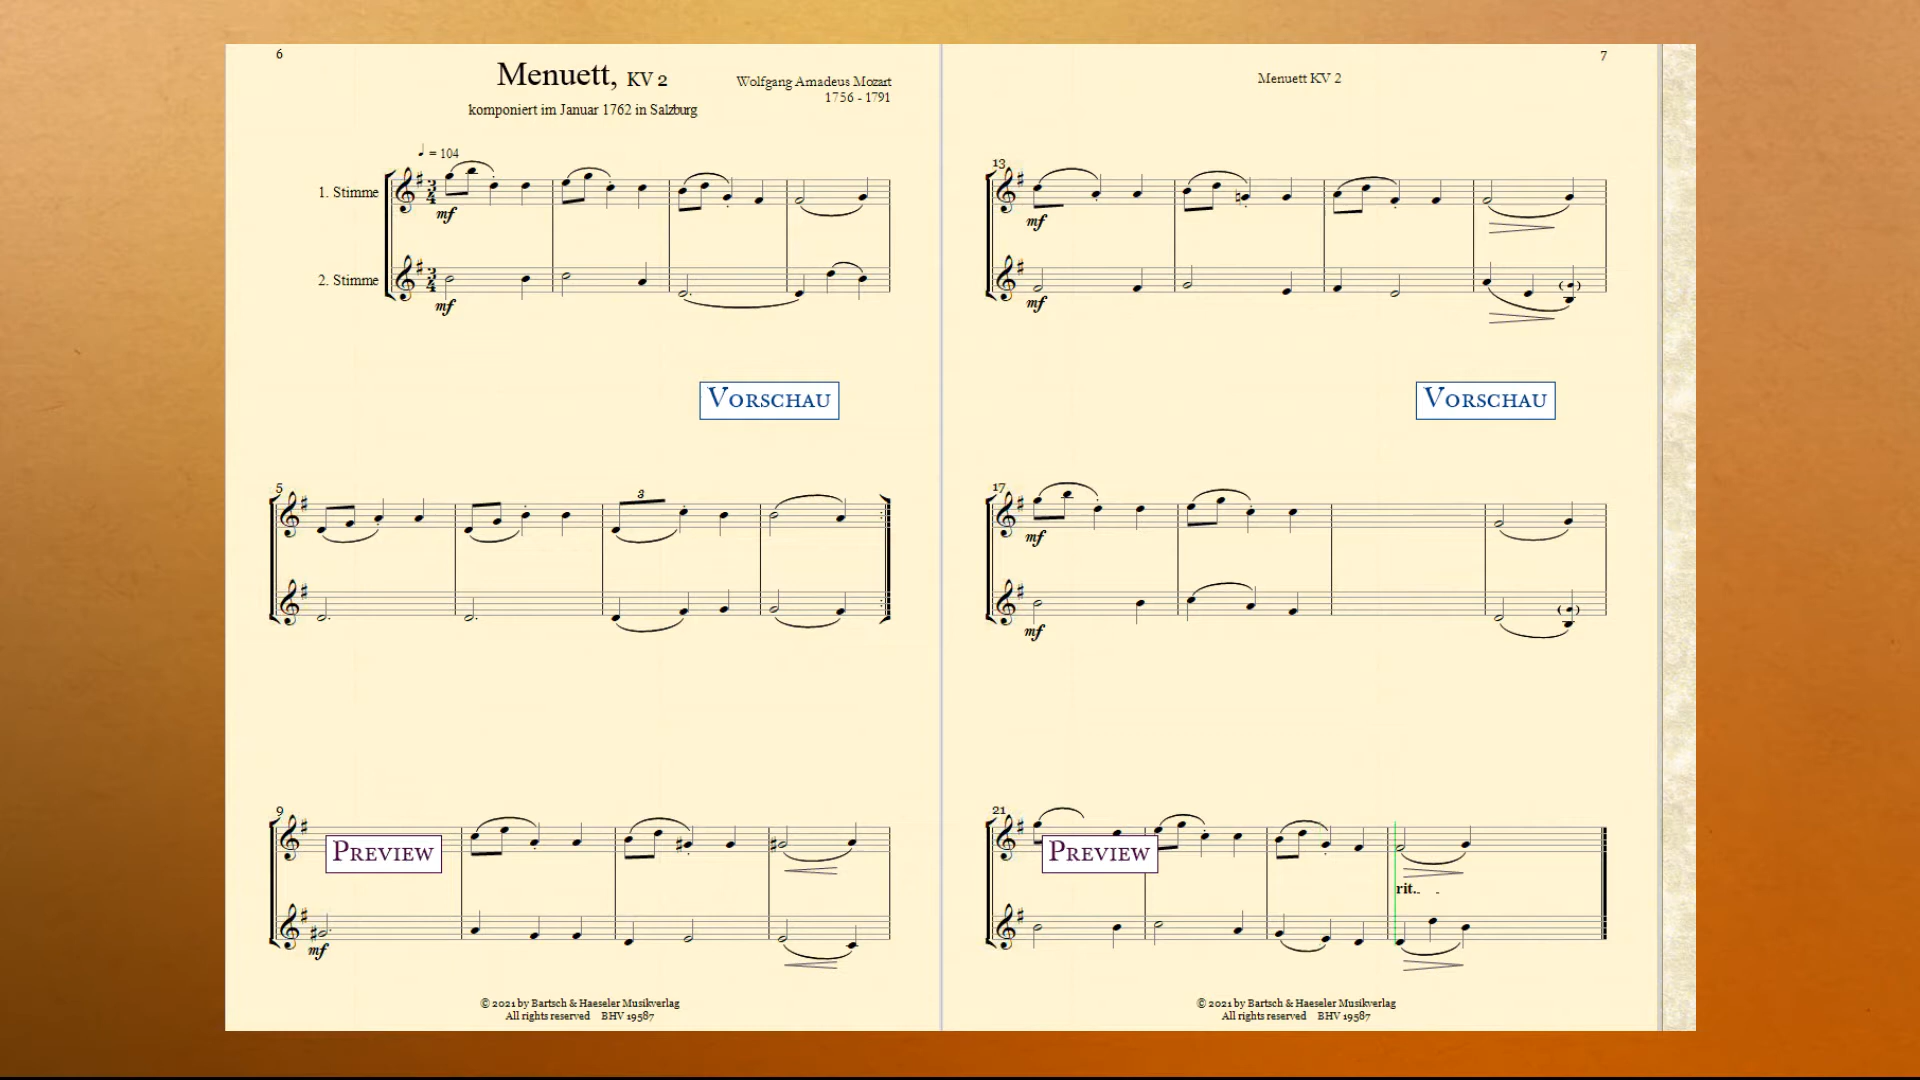 6
Menuett, KV 2
Wolfgang Amadeus Mozart
1756 - 1791
komponiert im Januar 1762 in Salzburg
♩ = 104
1. Stimme
mf
2. Stimme
mf
VORSCHAU
5
3
9
PREVIEW
mf
© 2021 by Bartsch & Haeseler Musikverlag
All rights reserved BHV 19587
7
Menuett KV 2
13
mf
mf
VORSCHAU
17
mf
mf
21
PREVIEW
rit.. .
© 2021 by Bartsch & Haeseler Musikverlag
All rights reserved BHV 19587